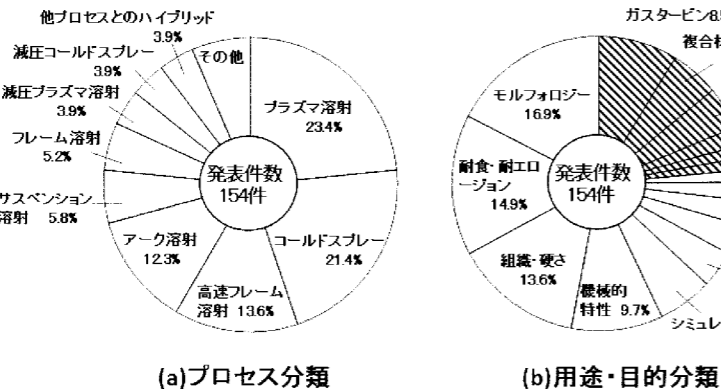 他プロセスとのハイブリッド
3.9%
減圧コールドスプレー
3.9%
減圧プラズマ溶射
3.9%
フレーム溶射
5.2%
サスペンション
溶射 5.8%
アーク溶射
12.3%
高速フレーム
溶射 13.6%
コールドスプレー
21.4%
プラズマ溶射
23.4%
その他
発表件数
154件
(a)プロセス分類
ガスタービン8.
複合
モルフォロジー
16.9%
耐食・耐エロ
ージョン
14.9%
組織・硬さ
13.6%
機械的
特性 9.7%
シミュレ
発表件数
154件
(b)用途・目的分類